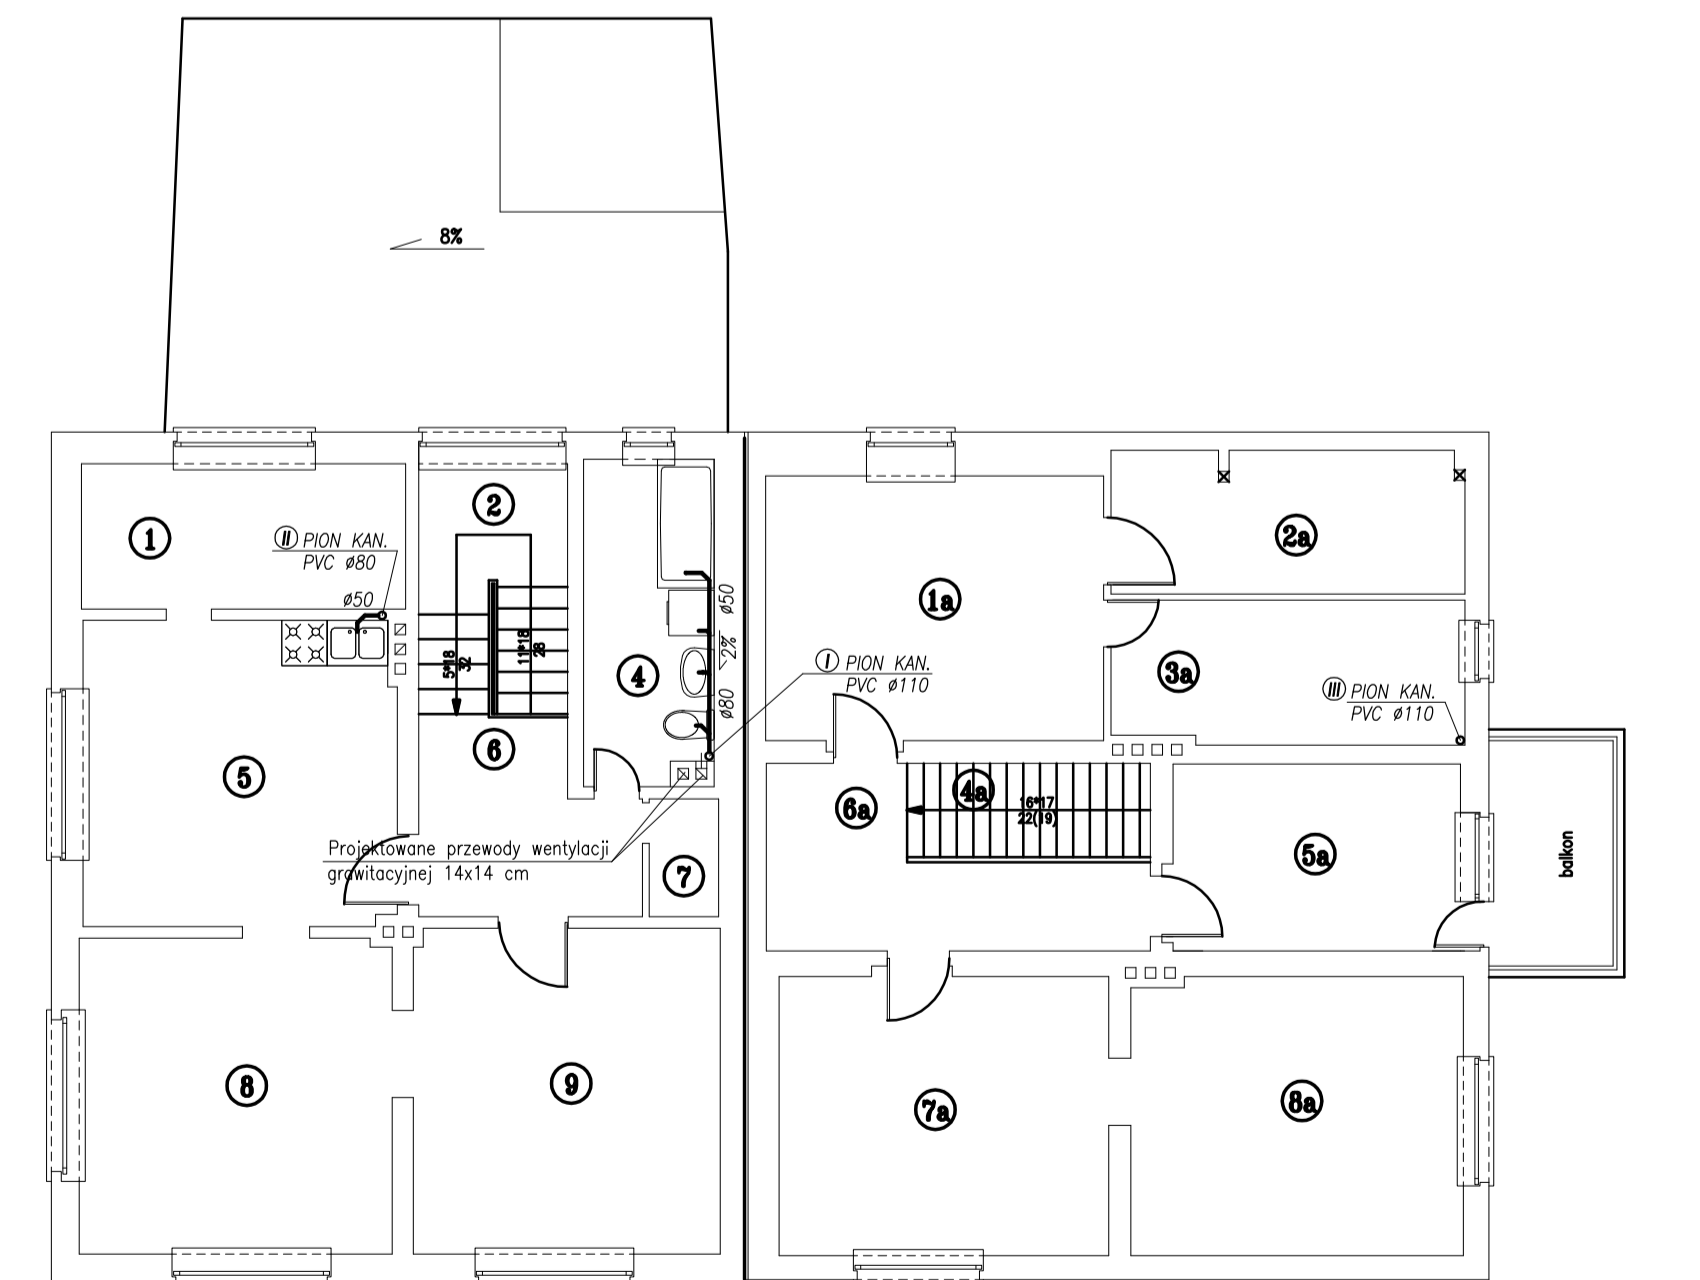 8%
2
1
II PION KAN.
PVC ø80
ø50
5*18
32
11*18
28
4
ø50
2%
ø80
I PION KAN.
PVC ø110
6
5
Projektowane przewody wentylacji
grawitacyjnej 14x14 cm
7
8
9
1a
2a
3a
III PION KAN.
PVC ø110
4a
16*17
22(19)
6a
5a
balkon
7a
8a